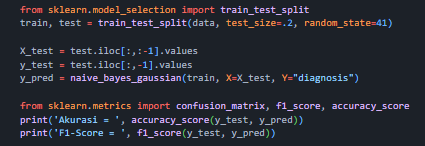 from sklearn.model_selection import train_test_split
train, test = train_test_split(data, test_size=.2, random_state=41)
X_test = test.iloc[:,:-1].values
y_test = test.iloc[:,-1].values
y_pred = naive_bayes_gaussian(train, X=X_test, Y="diagnosis")
from sklearn.metrics import confusion_matrix, f1_score, accuracy_score
print('Akurasi = ', accuracy_score(y_test, y_pred))
print('F1-Score = ', f1_score(y_test, y_pred))